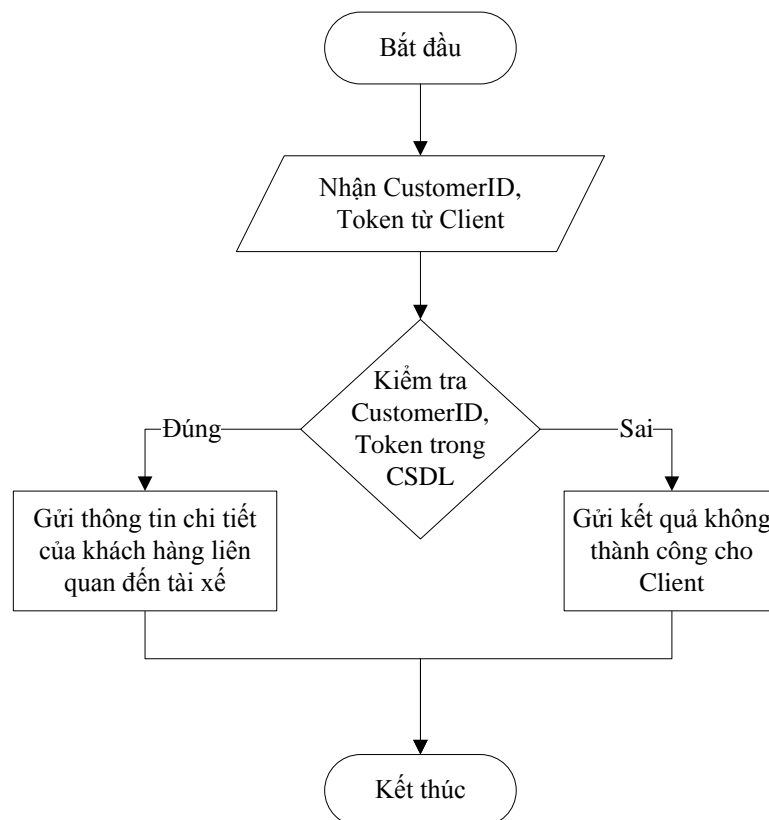 Bắt đầu
Nhận CustomerID,
Token từ Client
Kiểm tra
CustomerID,
Token trong
CSDL
Đúng
Sai
Gửi thông tin chi tiết
của khách hàng liên
quan đến tài xế
Gửi kết quả không
thành công cho
Client
Kết thúc